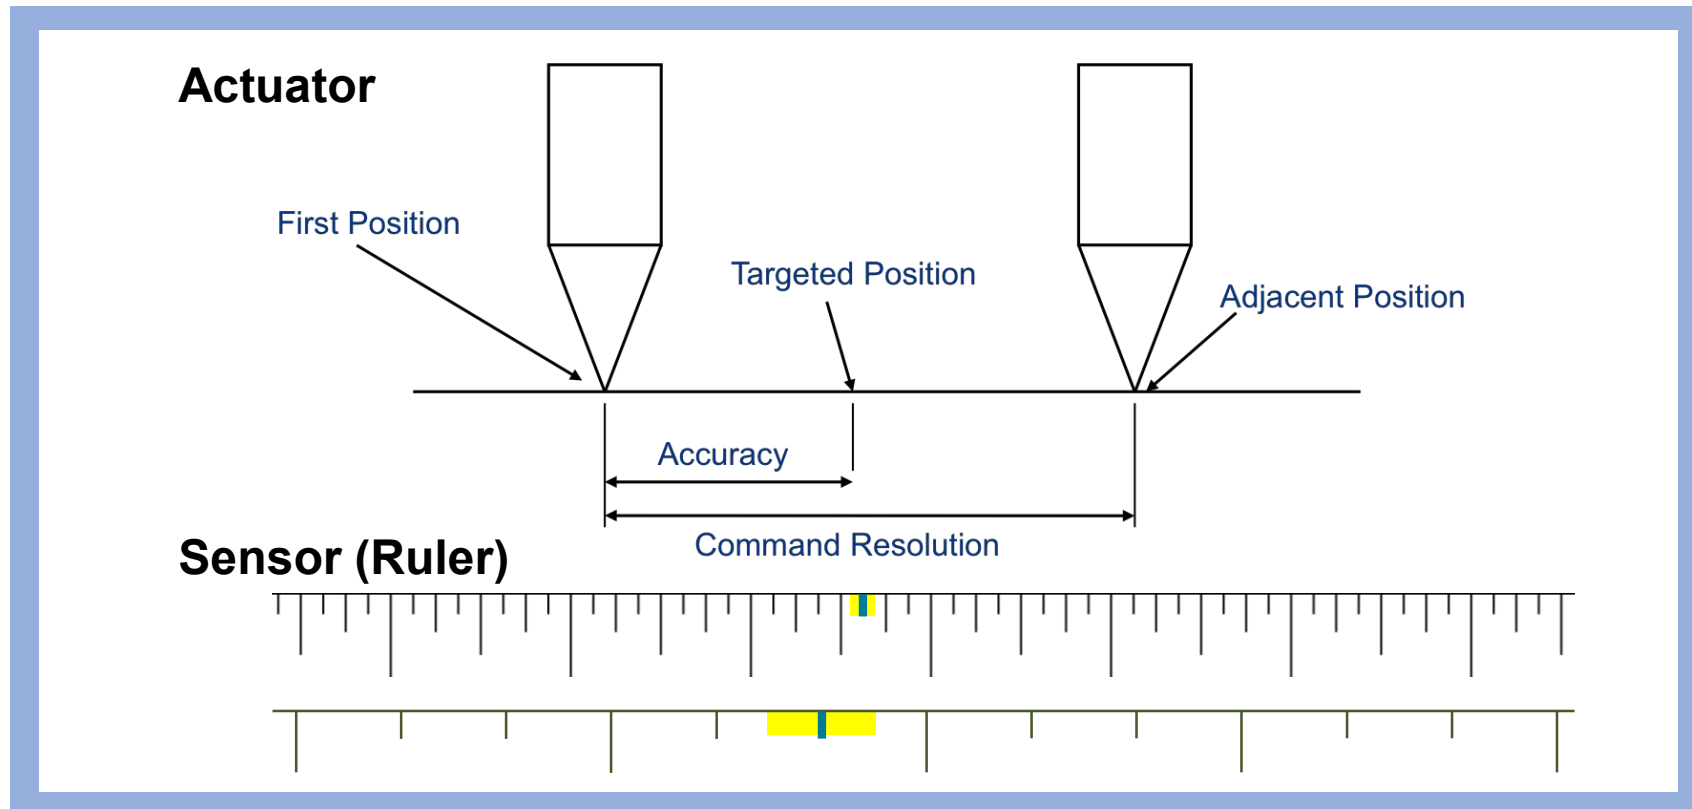 Actuator
First Position
Targeted Position
Adjacent Position
Accuracy
Command Resolution
Sensor (Ruler)